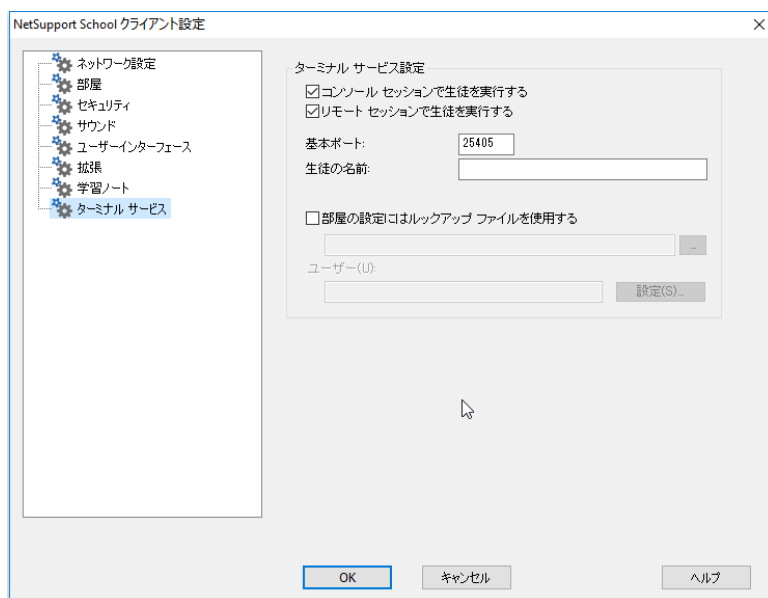 NetSupport School クライアント設定
ネットワーク設定
部屋
セキュリティ
サウンド
ユーザーインターフェース
拡張
学習ノート
ターミナル サービス
ターミナル サービス設定
コンソール セッションで生徒を実行する
リモート セッションで生徒を実行する
基本ポート: 25405
生徒の名前:
部屋の設定にはルックアップ ファイルを使用する
...
ユーザー(U):
設定(S)...
OK キャンセル ヘルプ